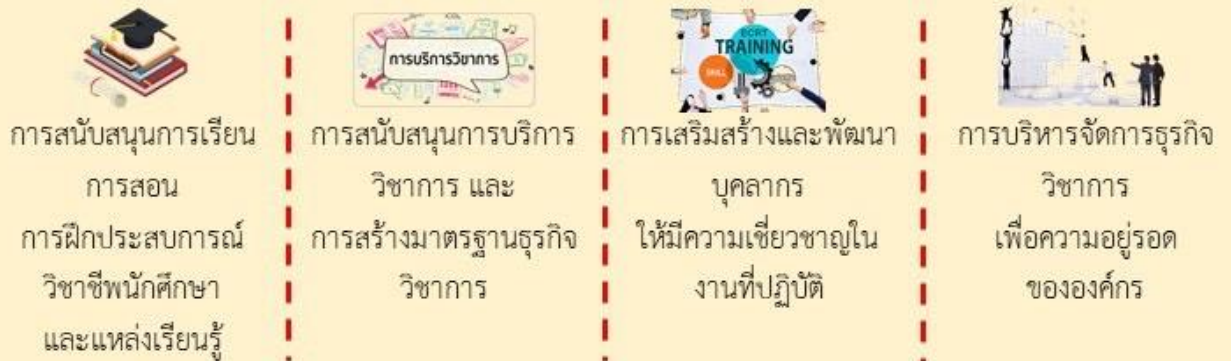 การบริการวิชาการ
ECRT
TRAINING
SKILL
การสนับสนุนการเรียน
การสอน
การฝึกประสบการณ์
วิชาชีพนักศึกษา
และแหล่งเรียนรู้
การสนับสนุนการบริการ
วิชาการ และ
การสร้างมาตรฐานธุรกิจ
วิชาการ
การเสริมสร้างและพัฒนา
บุคลากร
ให้มีความเชี่ยวชาญใน
งานที่ปฏิบัติ
การบริหารจัดการธุรกิจ
วิชาการ
เพื่อความอยู่รอด
ขององค์กร